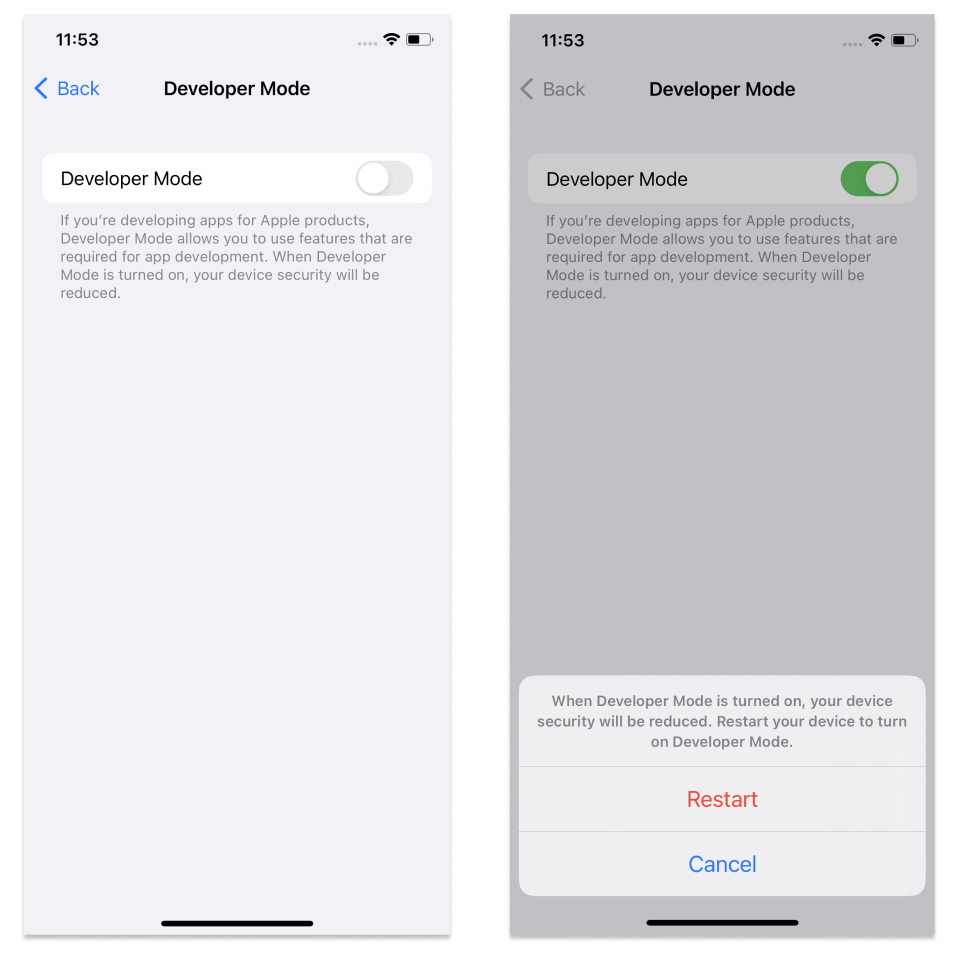 11:53
Back
Developer Mode
Developer Mode
If you’re developing apps for Apple products,
Developer Mode allows you to use features that are
required for app development. When Developer
Mode is turned on, your device security will be
reduced.
11:53
Back
Developer Mode
Developer Mode
If you’re developing apps for Apple products,
Developer Mode allows you to use features that are
required for app development. When Developer
Mode is turned on, your device security will be
reduced.
When Developer Mode is turned on, your device
security will be reduced. Restart your device to turn
on Developer Mode.
Restart
Cancel